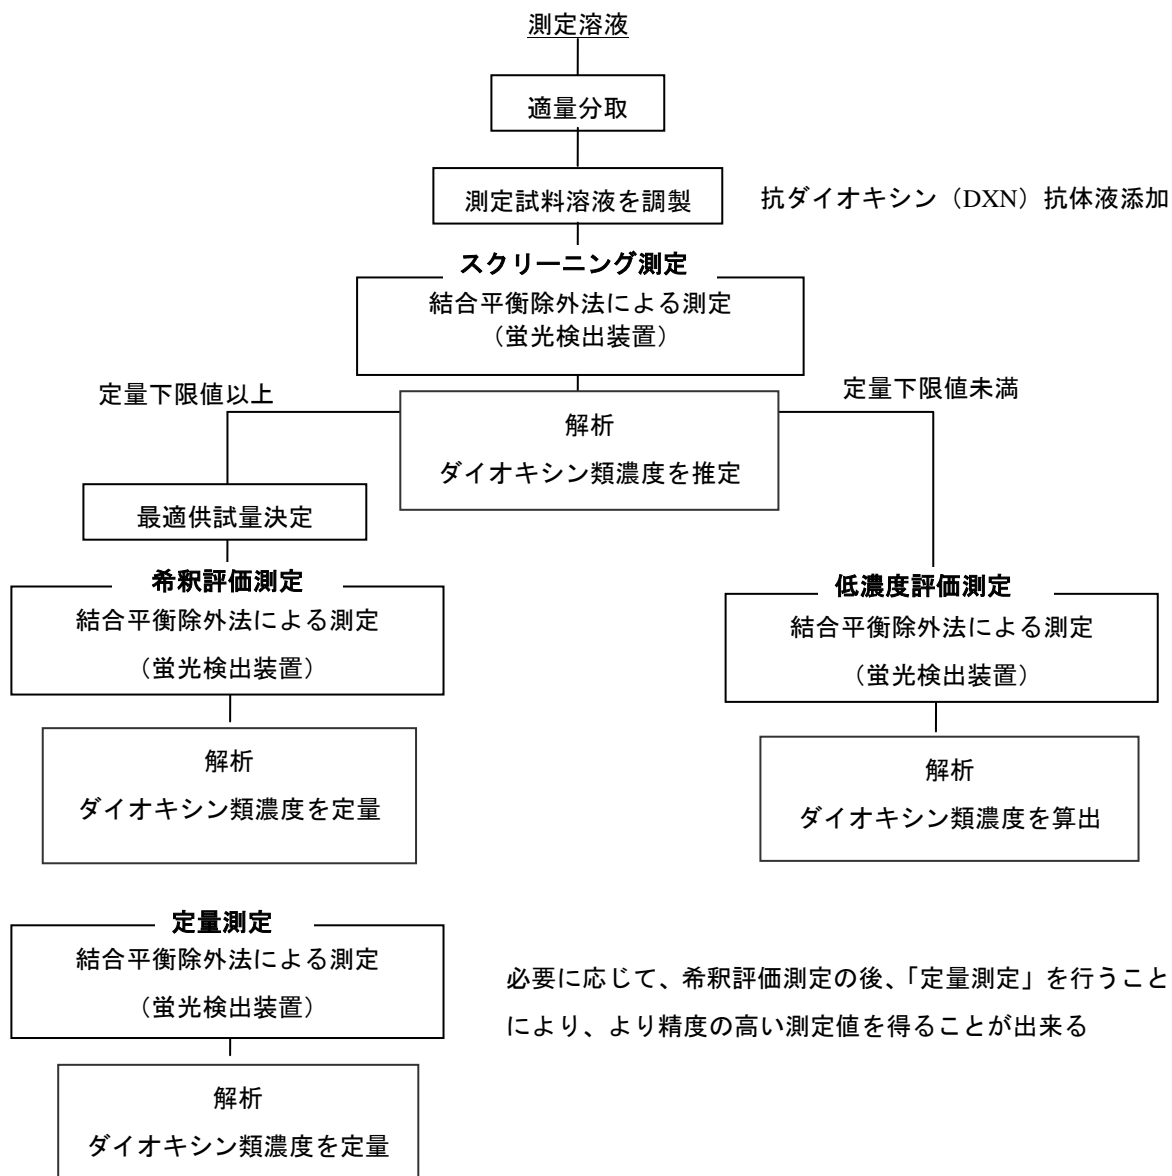 測定溶液
適量分取
測定試料溶液を調製
抗ダイオキシン（DXN）抗体液添加
スクリーニング測定
結合平衡除外法による測定
（蛍光検出装置）
定量下限値以上
定量下限値未満
解析
ダイオキシン類濃度を推定
最適供試量決定
希釈評価測定
結合平衡除外法による測定
（蛍光検出装置）
解析
ダイオキシン類濃度を定量
低濃度評価測定
結合平衡除外法による測定
（蛍光検出装置）
解析
ダイオキシン類濃度を算出
定量測定
結合平衡除外法による測定
（蛍光検出装置）
解析
ダイオキシン類濃度を定量
必要に応じて、希釈評価測定の後、「定量測定」を行うこと
により、より精度の高い測定値を得ることが出来る